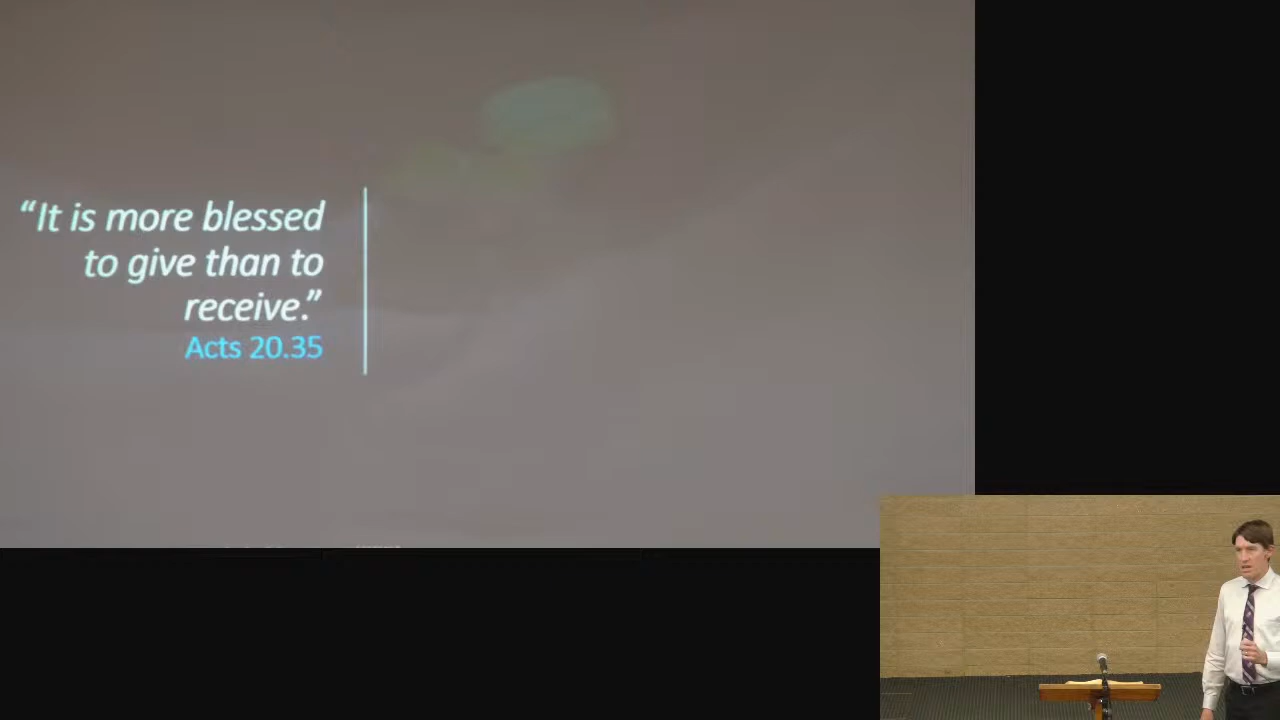 “It is more blessed
to give than to
receive.”
Acts 20.35